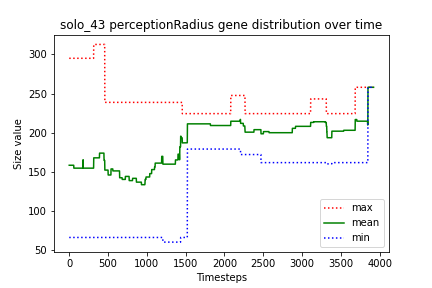 solo_43 perceptionRadius gene distribution over time
Size value
300
250
200
150
100
50
0
500
1000
1500
2000
2500
3000
3500
4000
Timesteps
max
mean
min